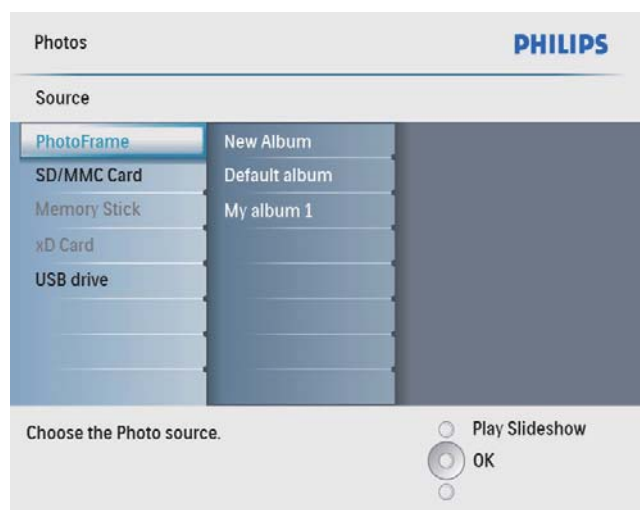 Photos
PHILIPS
Source
PhotoFrame
SD/MMC Card
Memory Stick
xD Card
USB drive
New Album
Default album
My album 1
Choose the Photo source.
Play Slideshow
OK